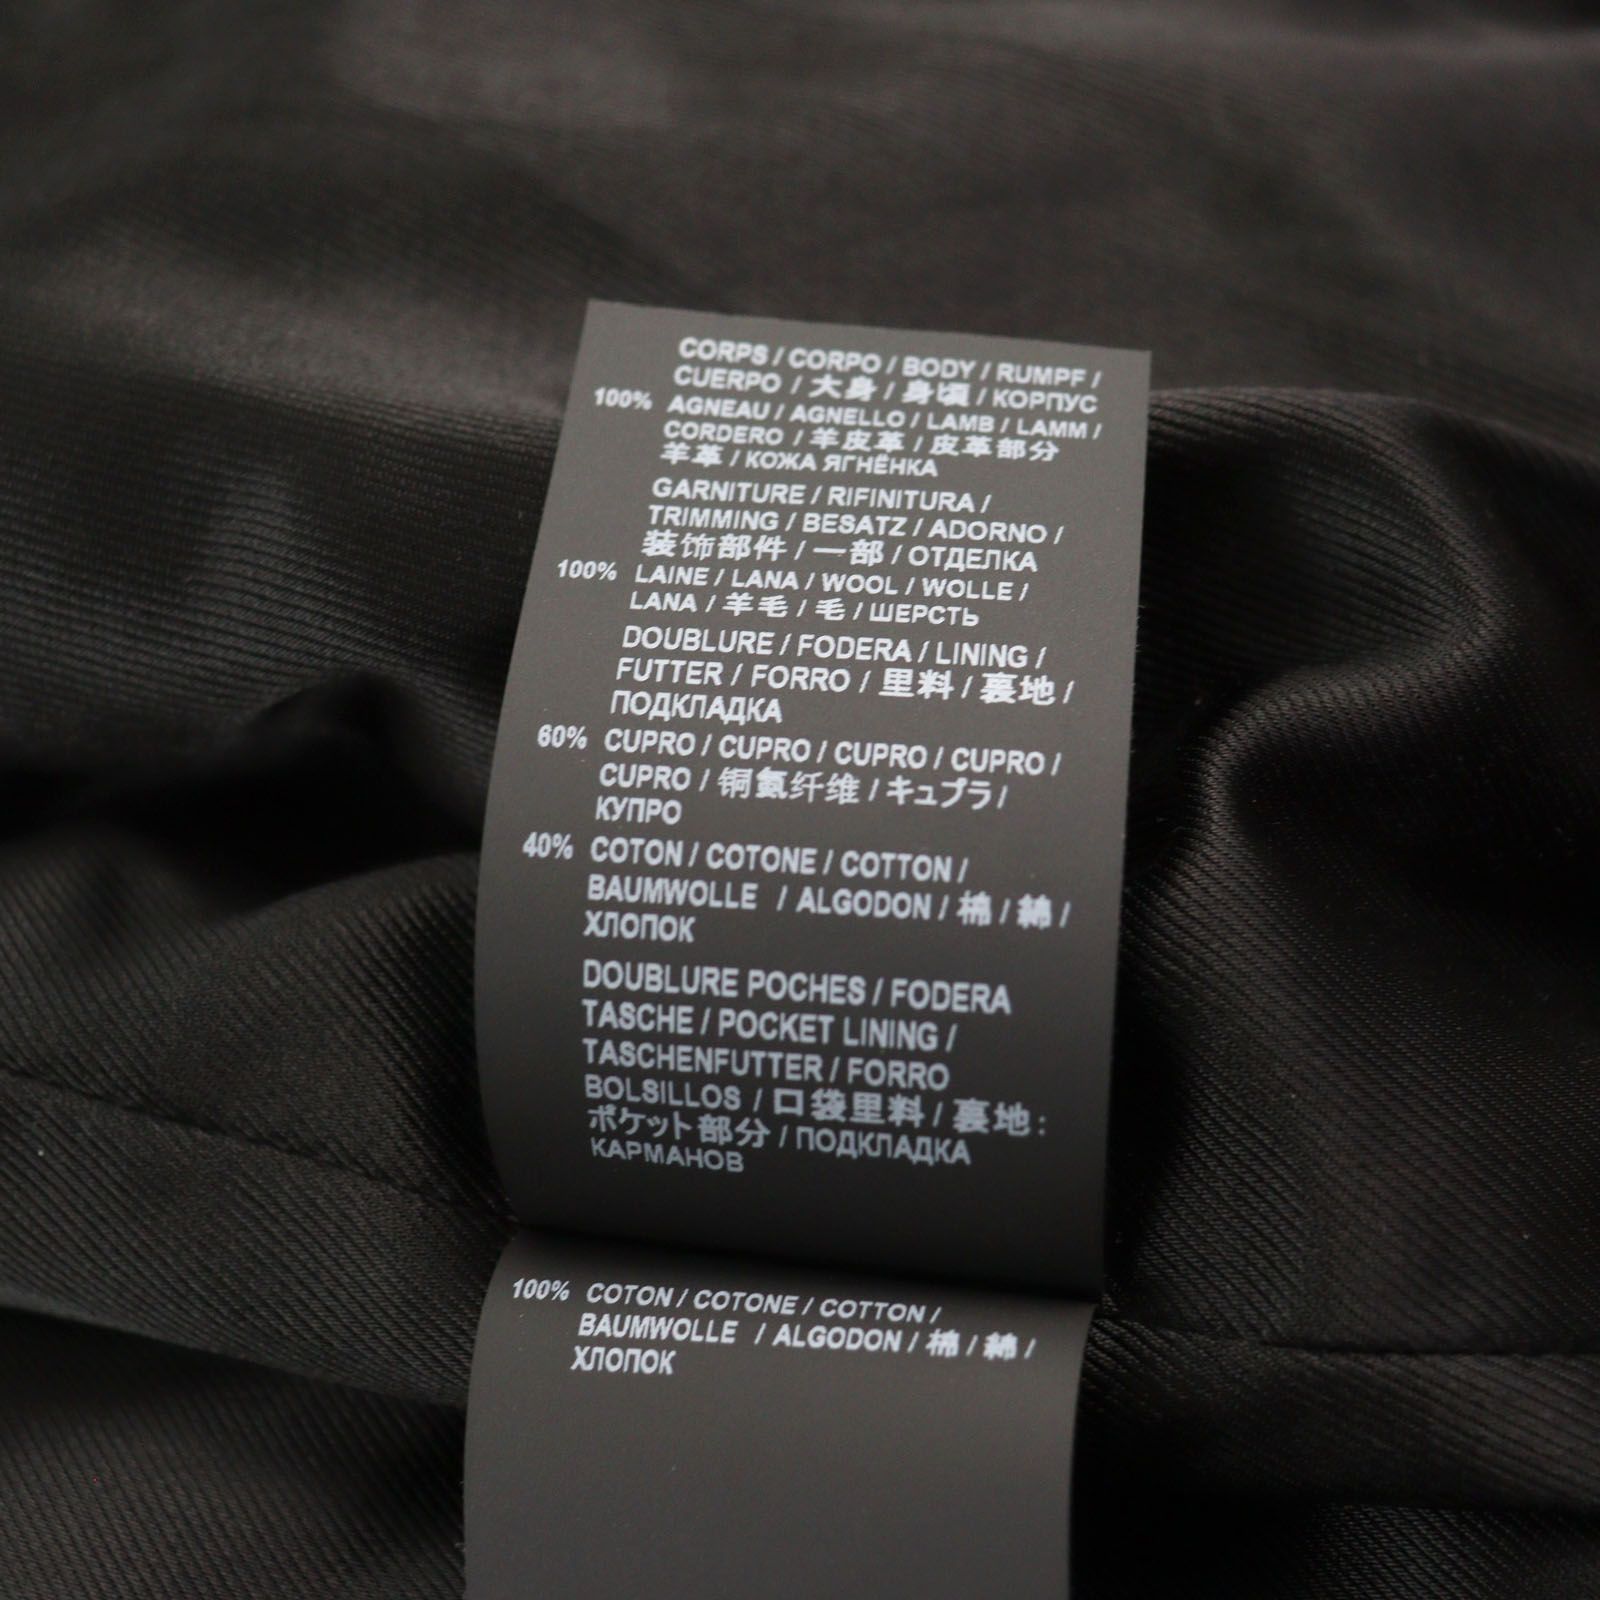 CORPS / CORPO / BODY / RUMPF /
CUERPO / 大身 / 身頃 / КОРПУС
100% AGNEAU / AGNELLO / LAMB / LAMM /
CORDERO / 羊皮革 / 皮革部分
羊革 / КОЖА ЯГНЁНКА
GARNITURE / RIFINITURA /
TRIMMING / BESATZ / ADORNO /
装饰部件 / 一部 / ОТДЕЛКА
100% LAINE / LANA / WOOL / WOLLE /
LANA / 羊毛 / 毛 / ШЕРСТЬ
DOUBLURE / FODERA / LINING /
FUTTER / FORRO / 里料 / 裏地 /
ПОДКЛАДКА
60% CUPRO / CUPRO / CUPRO / CUPRO /
CUPRO / 铜氨纤维 / キュプラ /
КУПРО
40% COTON / COTONE / COTTON /
BAUMWOLLE / ALGODON / 棉 / 綿 /
ХЛОПОК
DOUBLURE POCHES / FODERA
TASCHE / POCKET LINING /
TASCHENFUTTER / FORRO
BOLSILLOS / 口袋里料 / 裏地:
ポケット部分 / ПОДКЛАДКА
КАРМАНОВ
100% COTON / COTONE / COTTON /
BAUMWOLLE / ALGODON / 棉 / 綿 /
ХЛОПОК